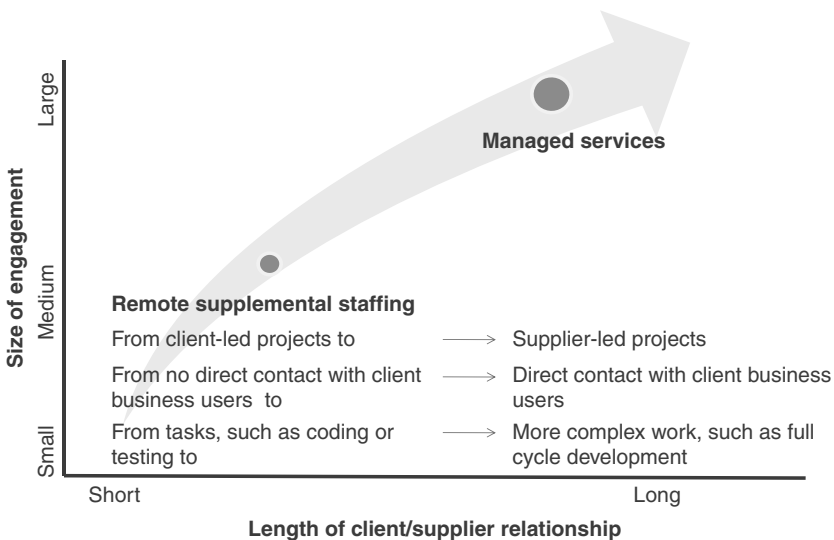 Size of engagement
Large
Medium
Small
Managed services
Remote supplemental staffing
From client-led projects to
Supplier-led projects
From no direct contact with client
business users to
Direct contact with client business
users
From tasks, such as coding or
testing to
More complex work, such as full
cycle development
Short
Long
Length of client/supplier relationship